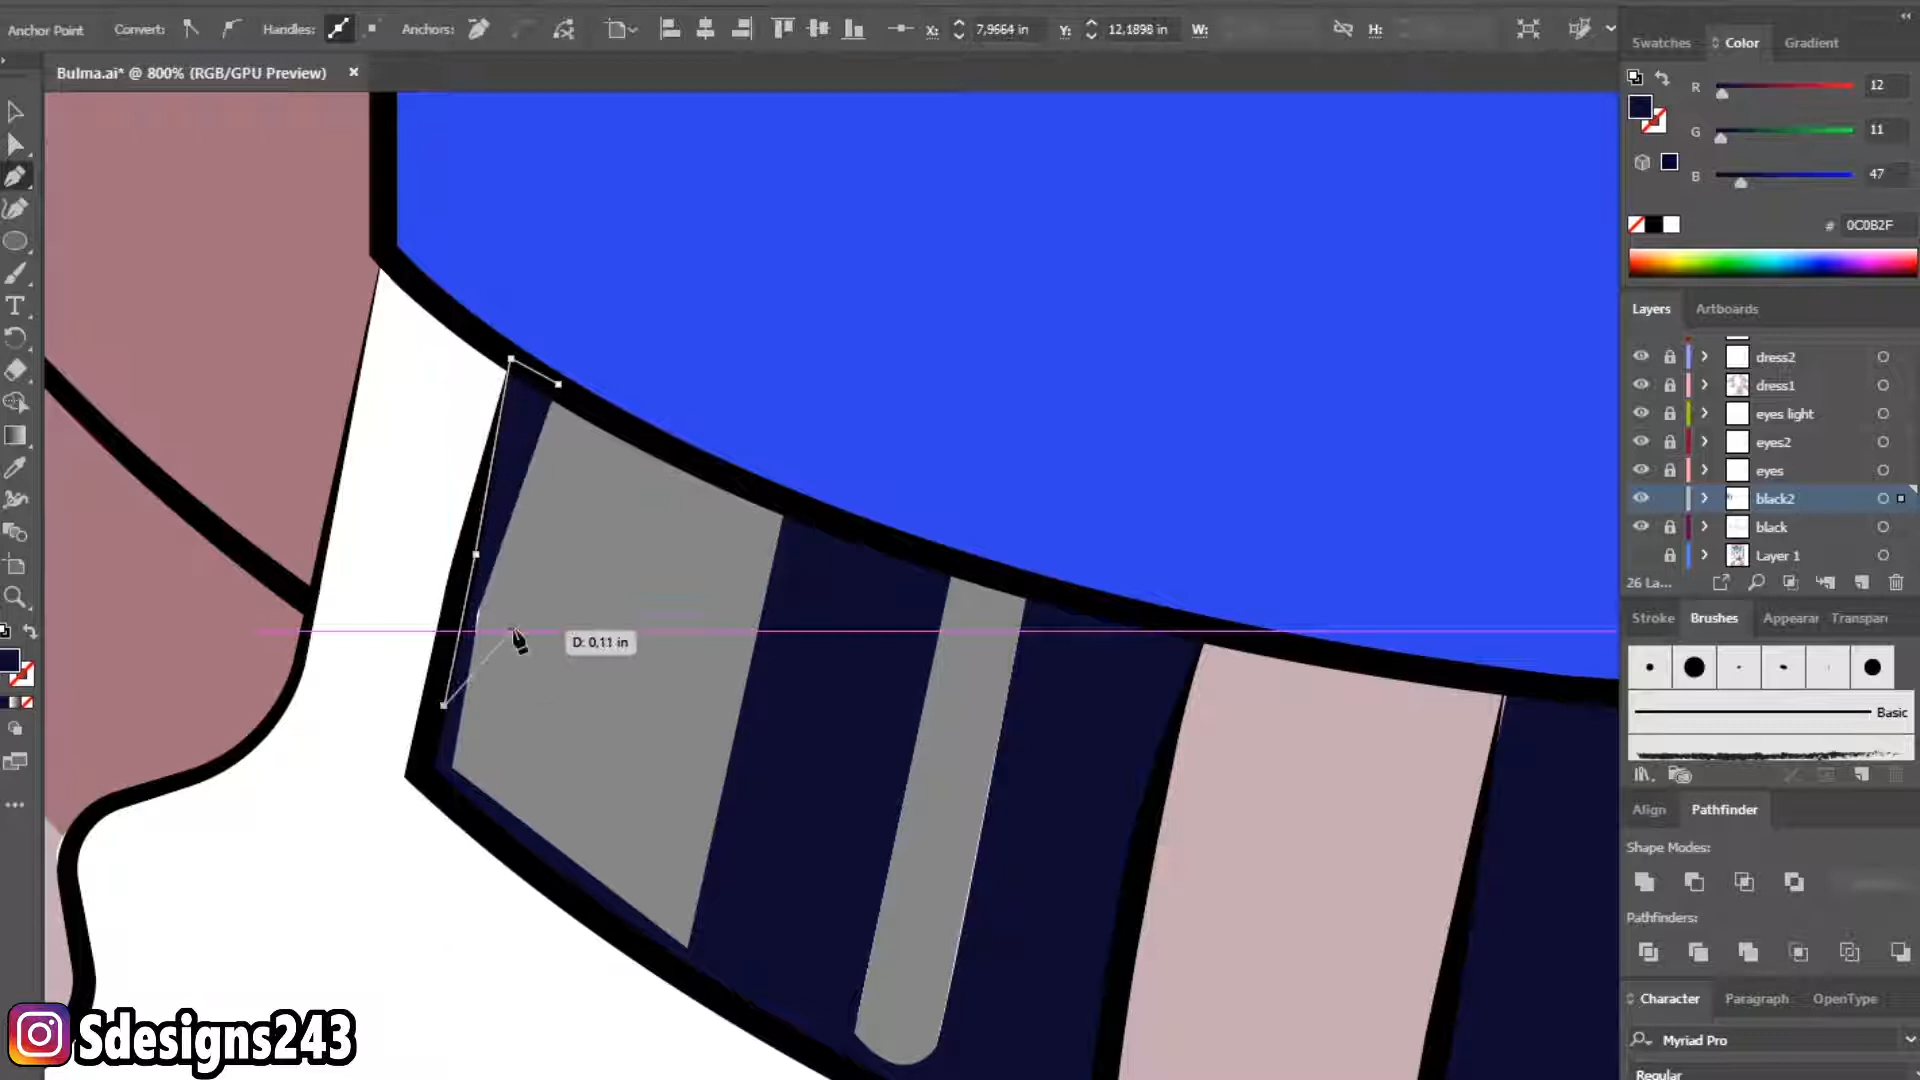 Anchor Point Convert: Handles: Anchors: X: 7,9664 in Y: 12,1898 in W: H:
Bulma.ai* @ 800% (RGB/GPU Preview) ×
Swatches Color Gradient
R 12
G 11
B 47
# 0C0B2F
Layers Artboards
dress2
dress1
eyes light
eyes2
eyes
black2
black
Layer 1
26 La...
Stroke Brushes Appear Transpar
Basic
Align Pathfinder
Shape Modes:
Pathfinders:
Character Paragraph OpenType
Myriad Pro
Regular
D: 0,11 in
Sdesigns243